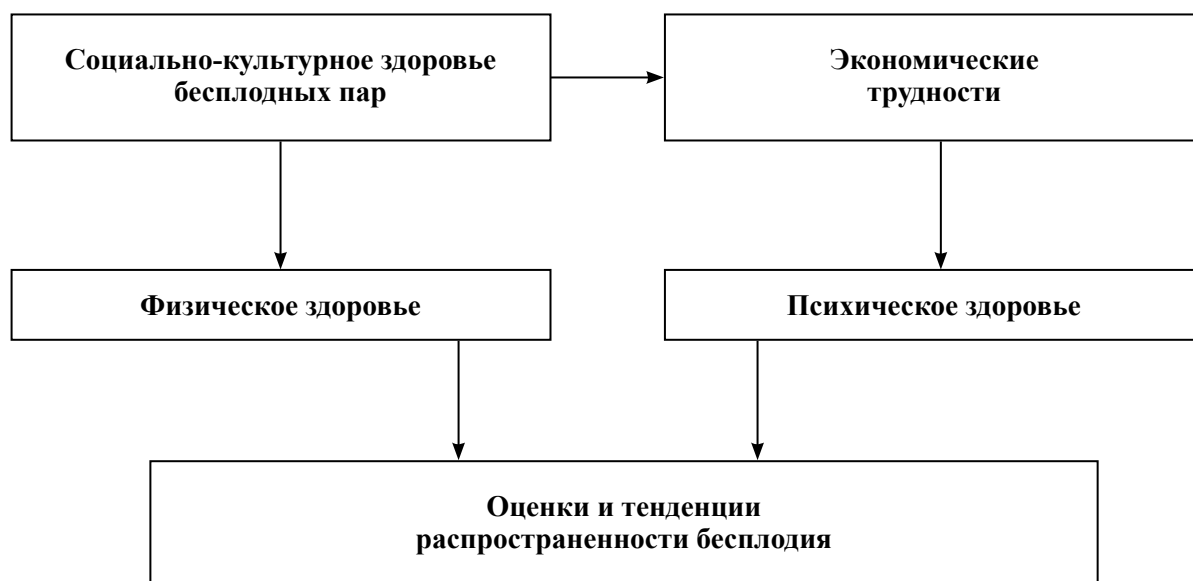 Социально-культурное здоровье
бесплодных пар
Экономические
трудности
Физическое здоровье
Психическое здоровье
Оценки и тенденции
распространенности бесплодия